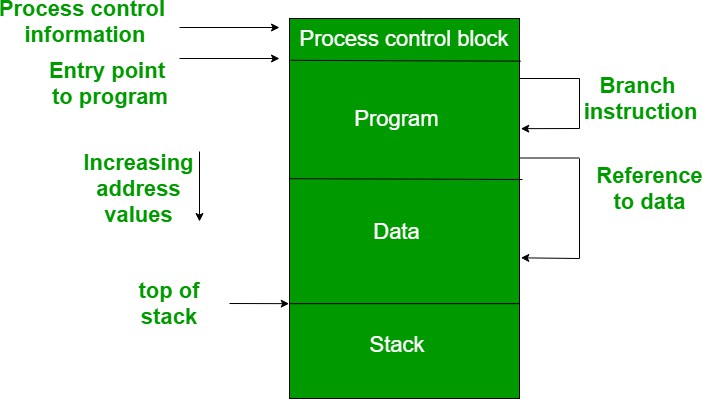 Process control
information
Process control block
Entry point
to program
Program
Branch
instruction
Increasing
address
values
Reference
to data
Data
top of
stack
Stack